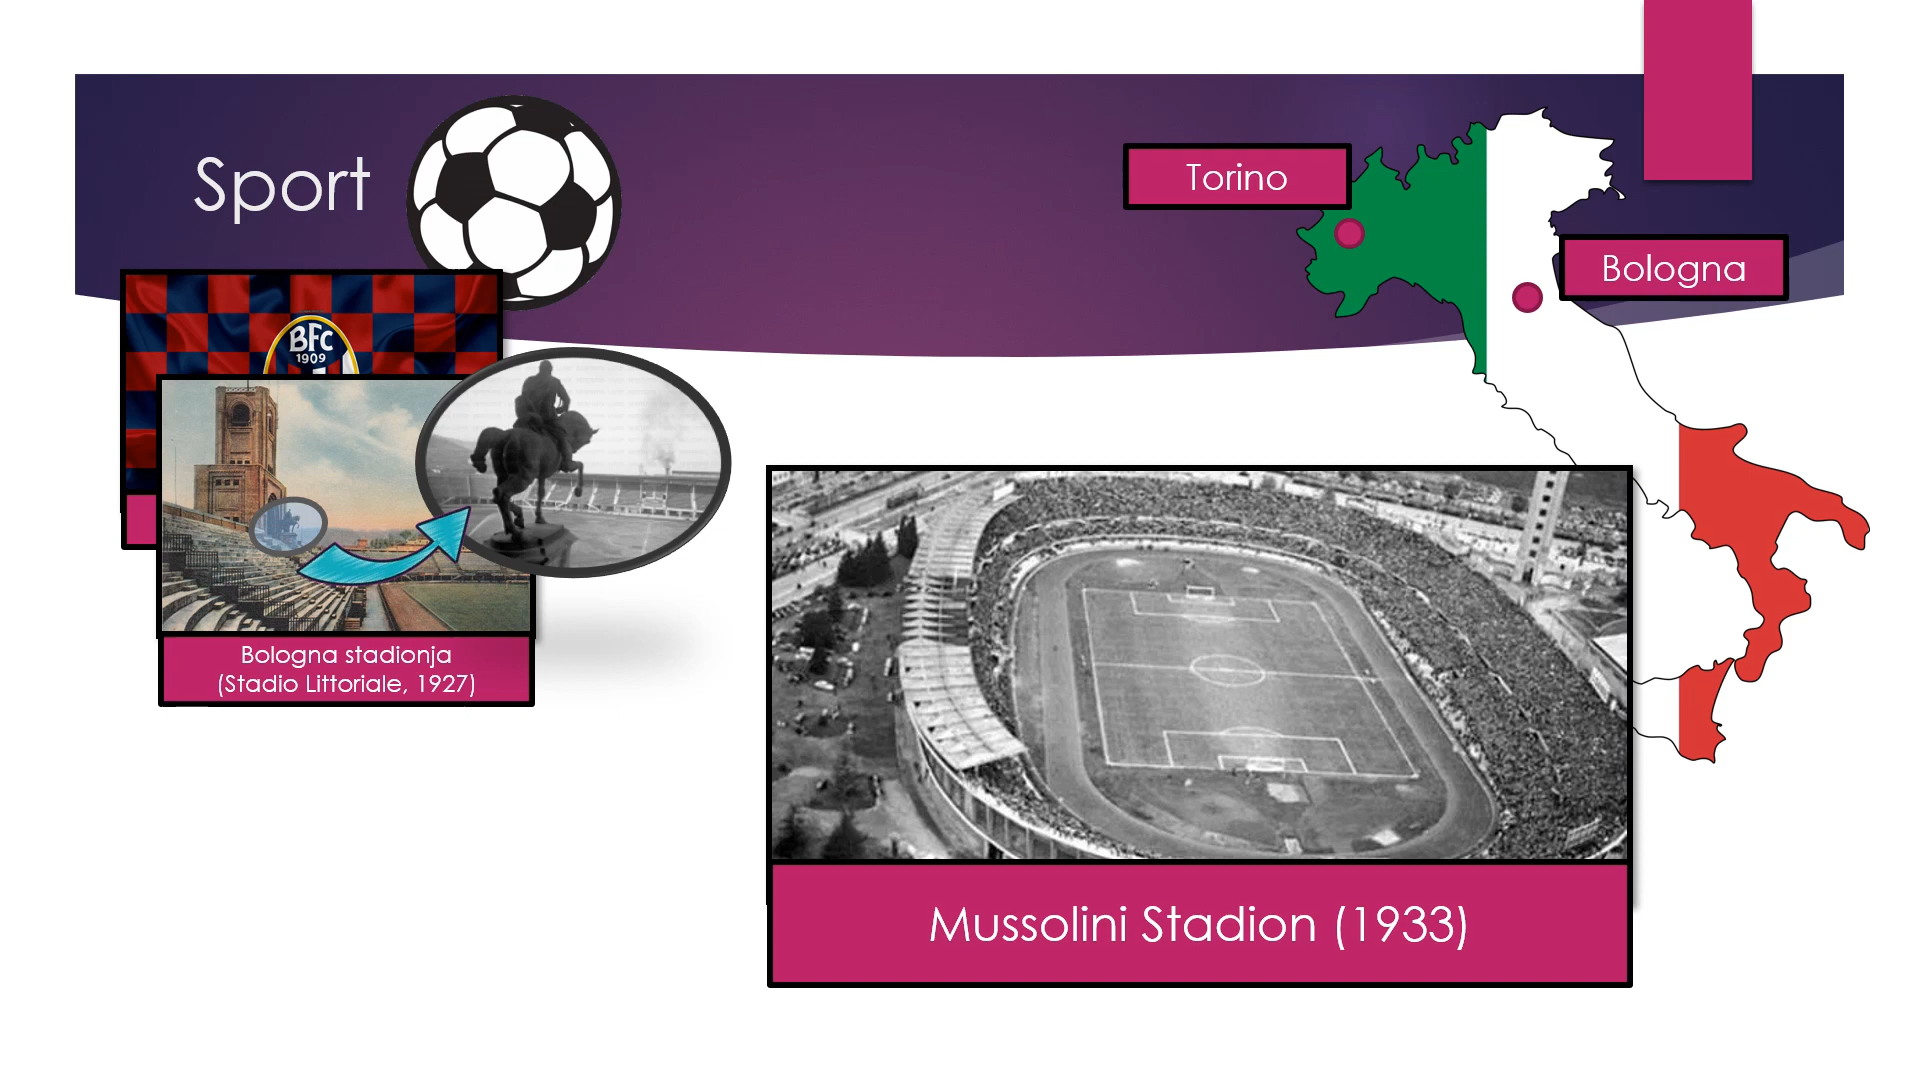 Sport
Torino
Bologna
BFC
1909
Bologna stadionja
(Stadio Littoriale, 1927)
Mussolini Stadion (1933)